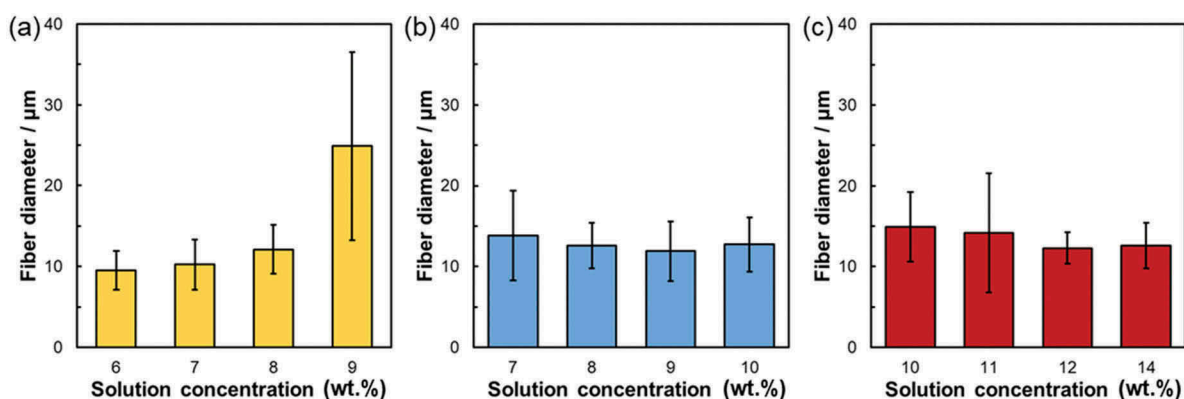 (a)
Fiber diameter / μm
40
30
20
10
0
6 7 8 9
Solution concentration (wt.%)
(b)
Fiber diameter / μm
40
30
20
10
0
7 8 9 10
Solution concentration (wt.%)
(c)
Fiber diameter / μm
40
30
20
10
0
10 11 12 14
Solution concentration (wt.%)